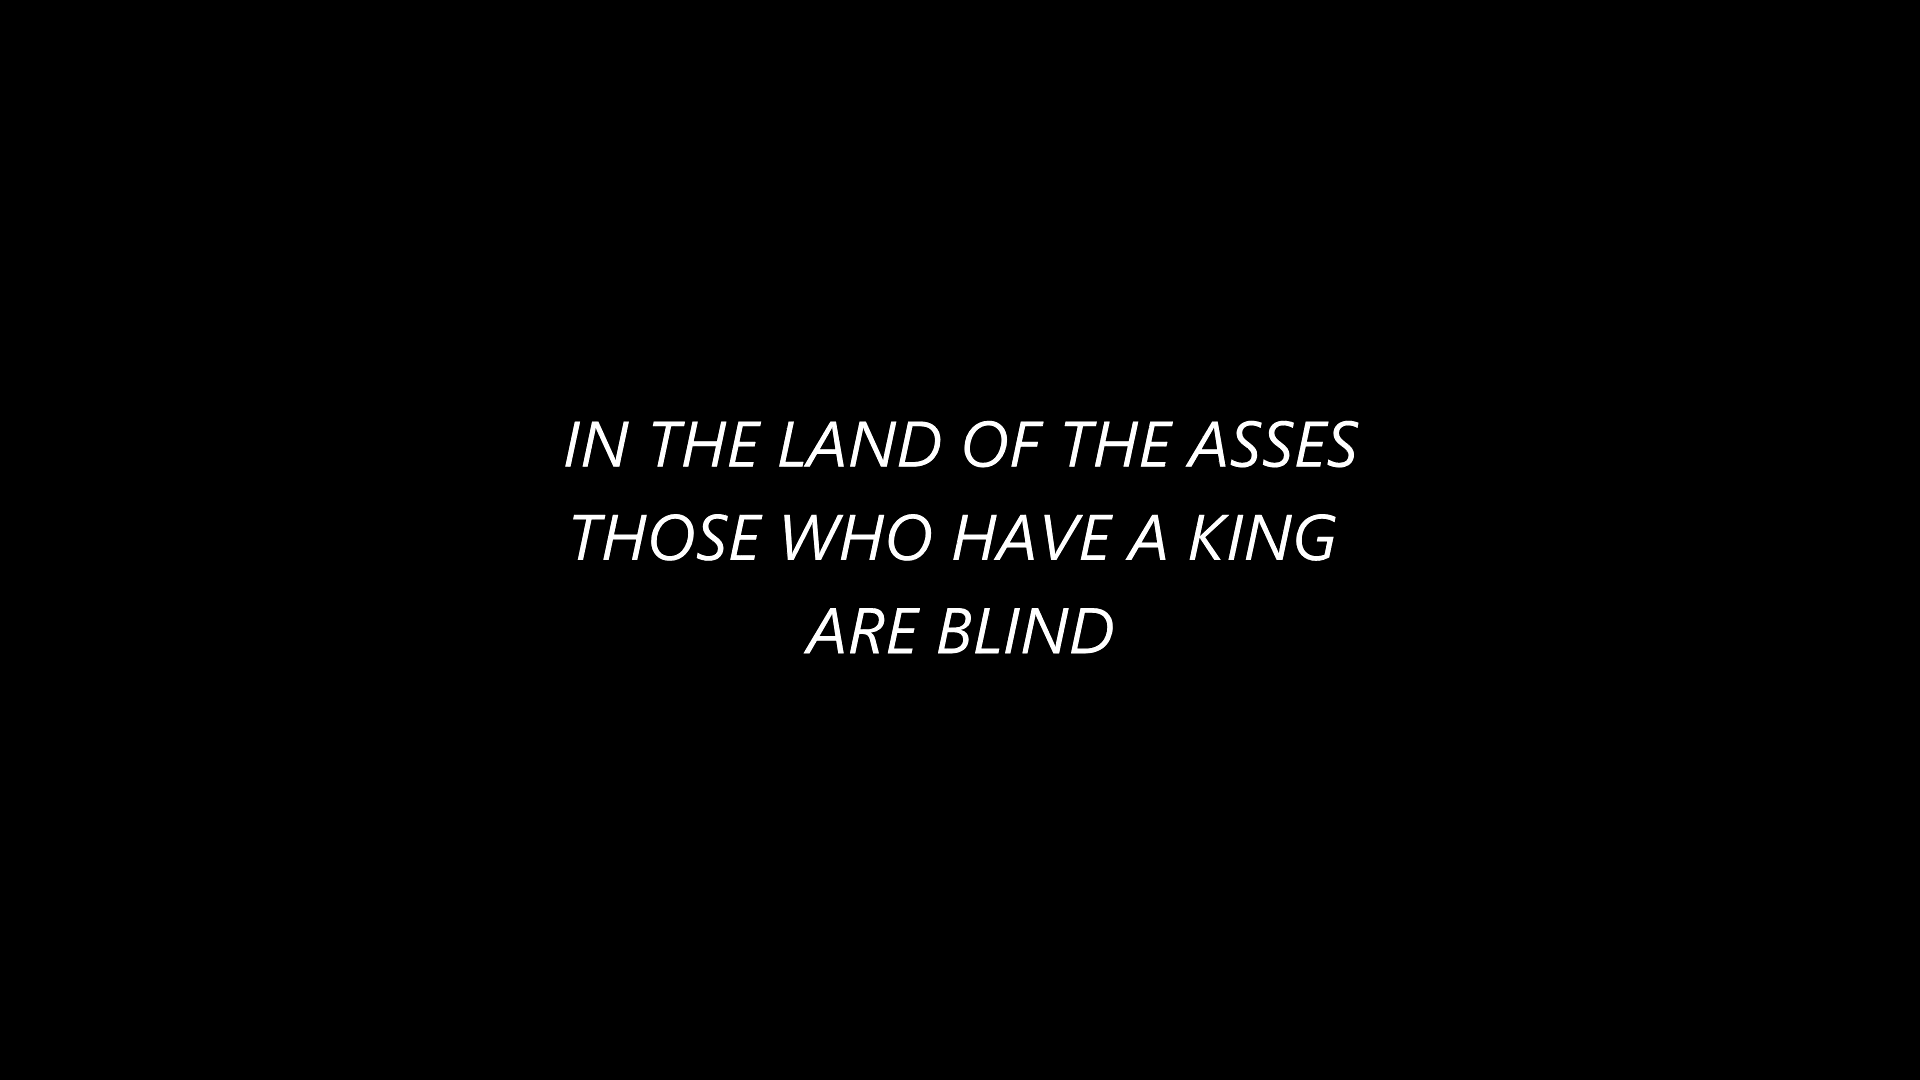 IN THE LAND OF THE ASSES
THOSE WHO HAVE A KING
ARE BLIND